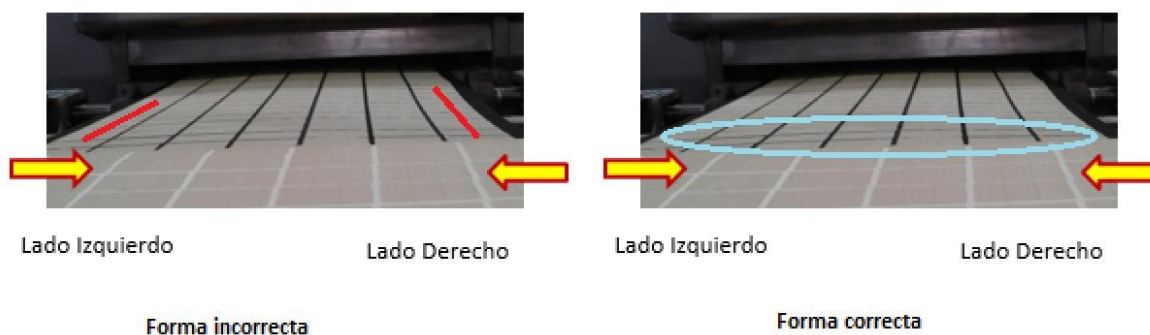 Lado Izquierdo
Lado Derecho
Lado Izquierdo
Lado Derecho
Forma incorrecta
Forma correcta